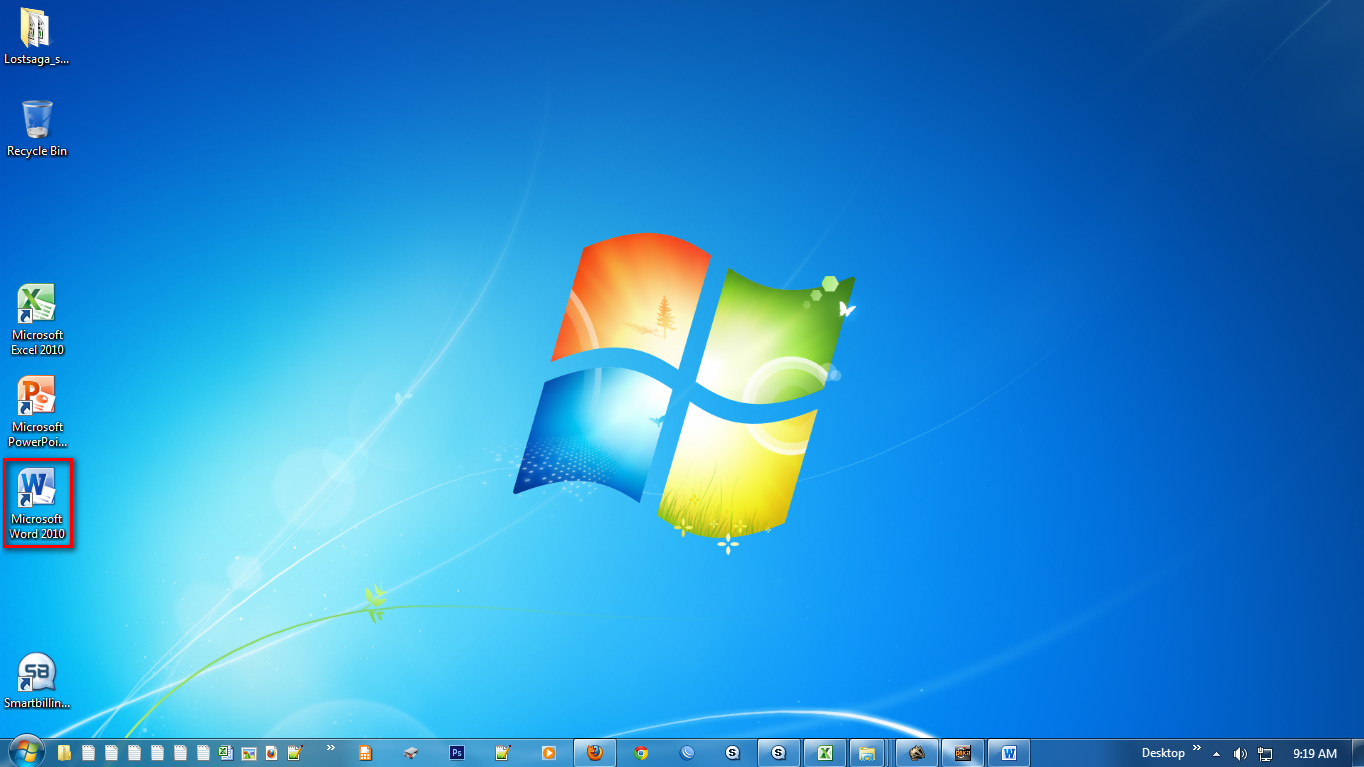 Lostsaga_s...
Recycle Bin
Microsoft
Excel 2010
Microsoft
PowerPoi...
Microsoft
Word 2010
Smartbillin...
Desktop
9:19 AM